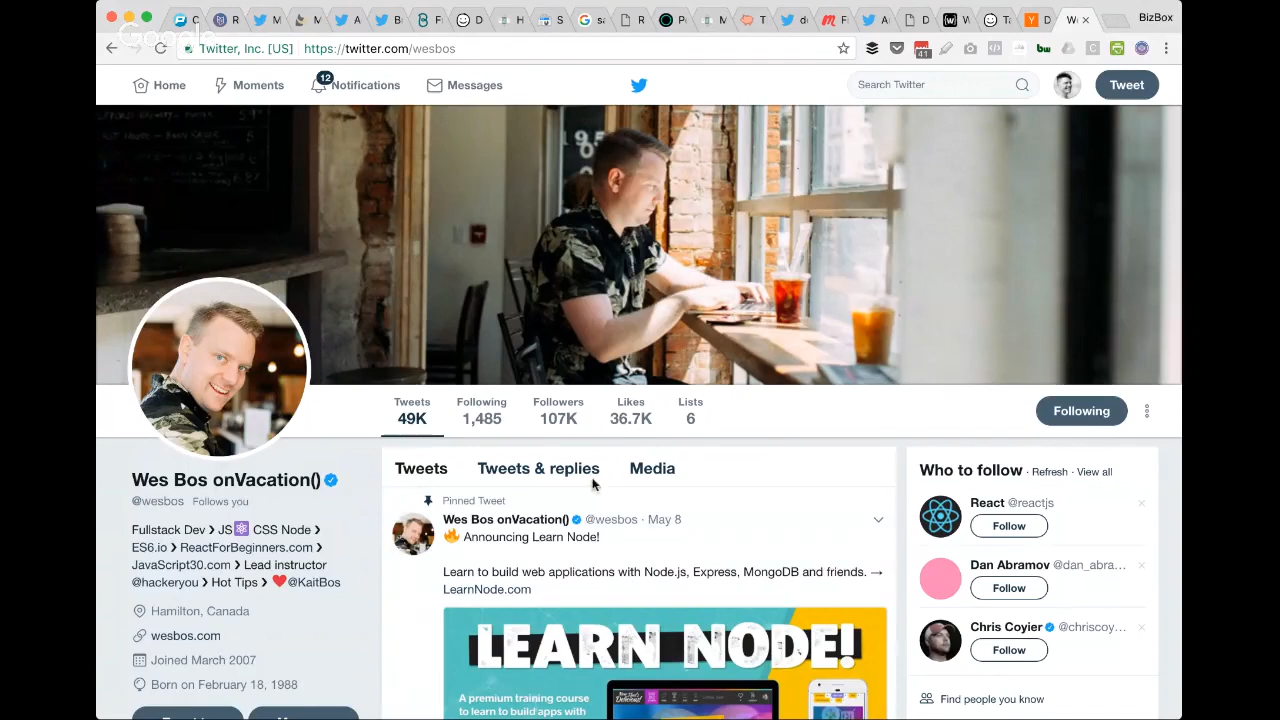 BizBox
Google
Twitter, Inc. [US]
https://twitter.com/wesbos
41
bw
Home
Moments
12
Notifications
Messages
Search Twitter
Tweet
Tweets
49K
Following
1,485
Followers
107K
Likes
36.7K
Lists
6
Following
Wes Bos onVacation()
@wesbos Follows you
Fullstack Dev ❯ JS⚛ CSS Node ❯
ES6.io ❯ ReactForBeginners.com ❯
JavaScript30.com ❯ Lead instructor
@hackeryou ❯ Hot Tips ❯ ❤@KaitBos
Hamilton, Canada
wesbos.com
Joined March 2007
Born on February 18, 1988
Tweets
Tweets & replies
Media
Pinned Tweet
Wes Bos onVacation() @wesbos · May 8
🔥 Announcing Learn Node!
Learn to build web applications with Node.js, Express, MongoDB and friends. →
LearnNode.com
LEARN NODE!
A premium training course
to learn to build apps with
Who to follow · Refresh · View all
React @reactjs
Follow
Dan Abramov @dan_abra...
Follow
Chris Coyier @chriscoy...
Follow
Find people you know